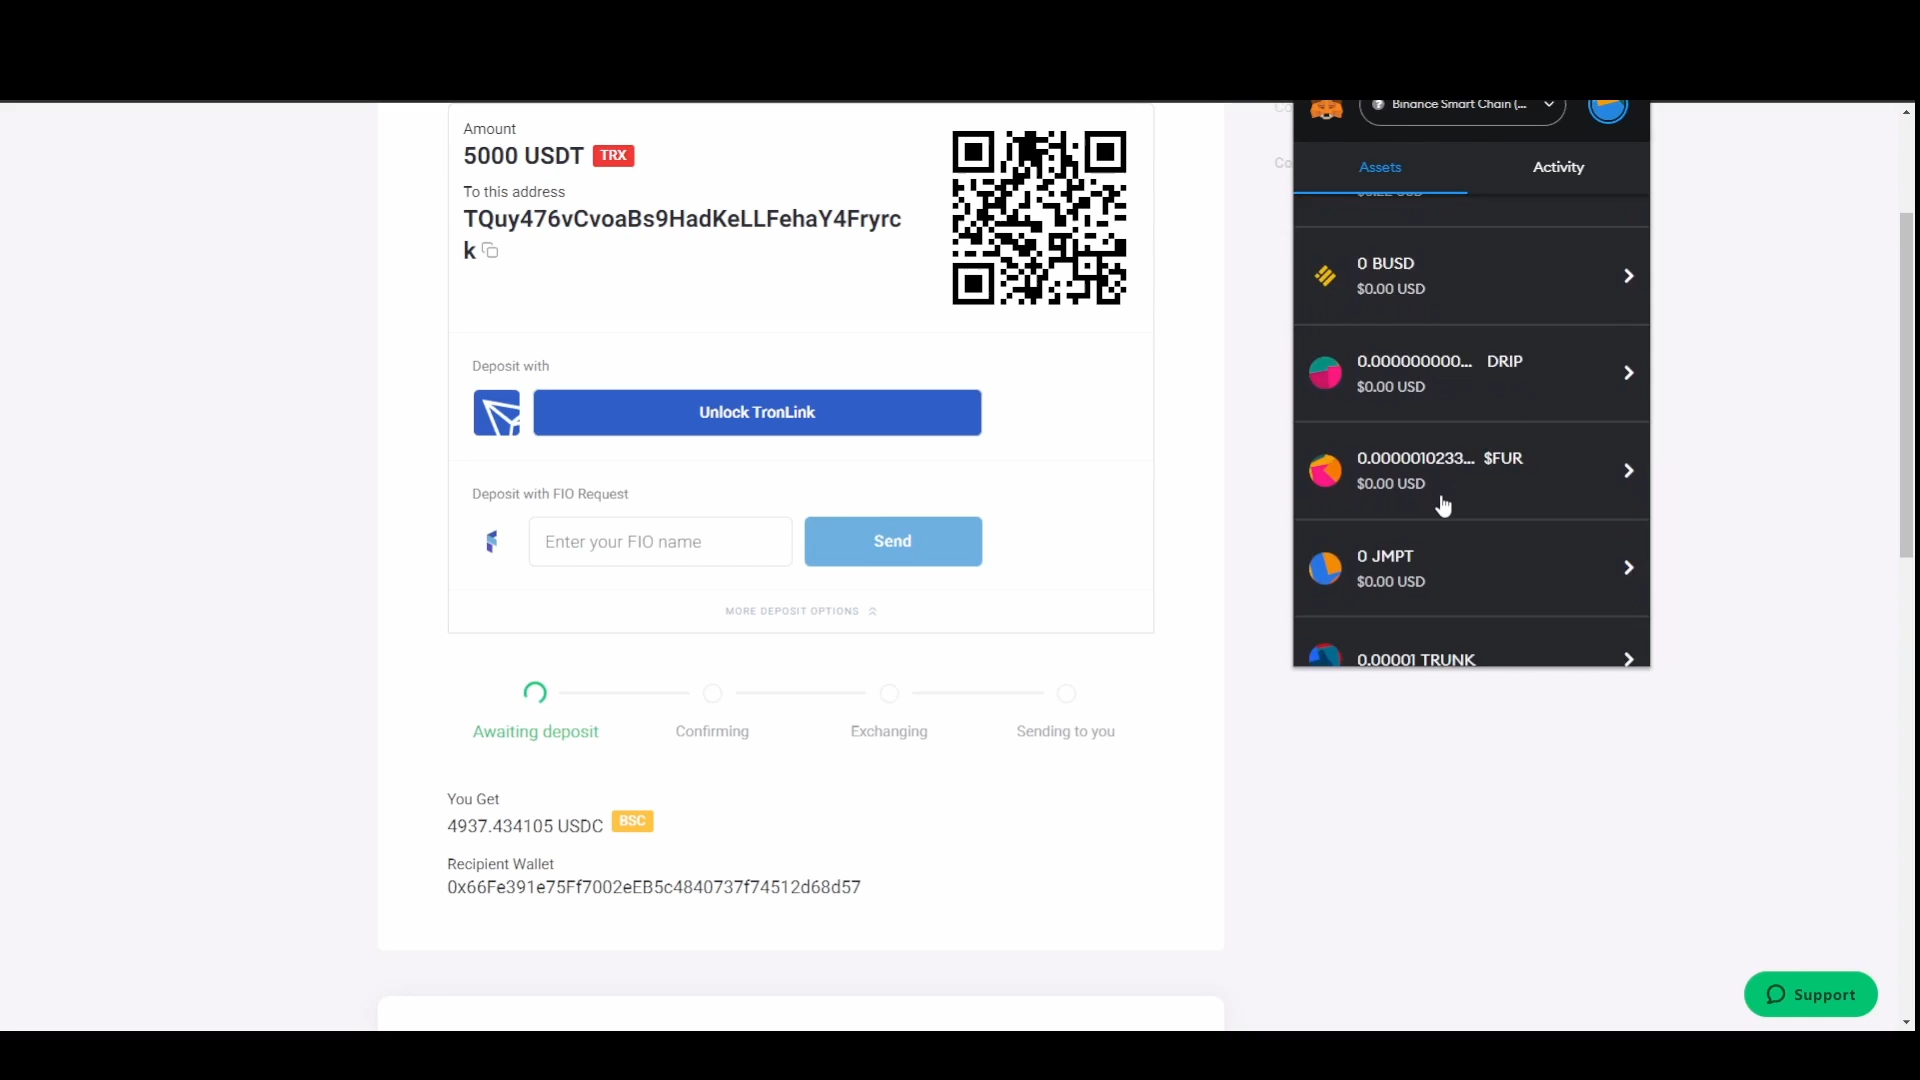 Amount
5000 USDT TRX
To this address
TQuy476vCvoaBs9HadKeLLFehaY4Fryrc
k
Deposit with
Unlock TronLink
Deposit with FIO Request
Enter your FIO name
Send
MORE DEPOSIT OPTIONS
Awaiting deposit
Confirming
Exchanging
Sending to you
You Get
4937.434105 USDC BSC
Recipient Wallet
0x66Fe391e75Ff7002eEB5c4840737f74512d68d57
Co
Co
Binance Smart Chain (...
Assets
Activity
0 BUSD
$0.00 USD
0.000000000... DRIP
$0.00 USD
0.0000010233... $FUR
$0.00 USD
0 JMPT
$0.00 USD
0.00001 TRUNK
Support